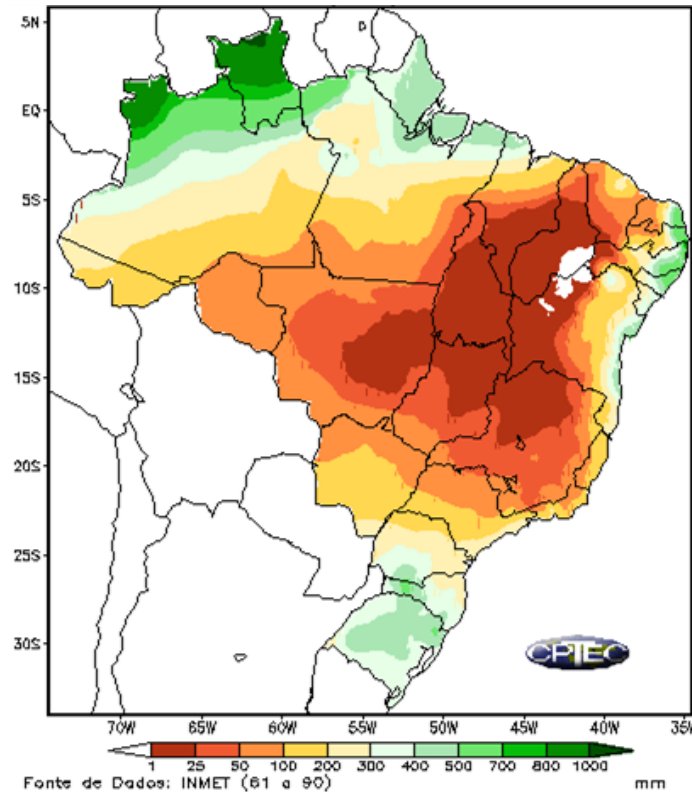 5N
EQ
5S
10S
15S
20S
25S
30S
CPTEC
70W 65W 60W 55W 50W 45W 40W 35W
1 25 50 100 200 300 400 500 700 800 1000
Fonte de Dados: INMET (61 a 90) mm